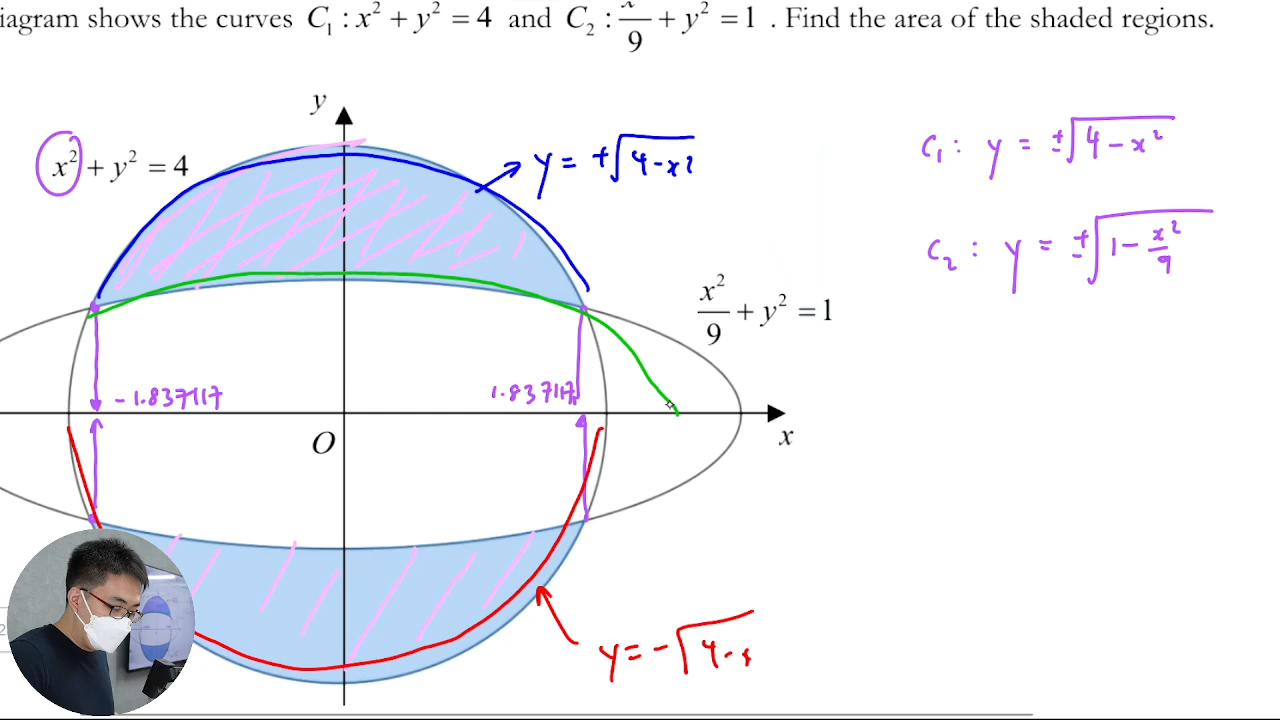 iagram shows the curves C₁ : x² + y² = 4 and C₂ : x²/9 + y² = 1 . Find the area of the shaded regions.
y
x² + y² = 4
y = +√(4-x²)
C₁ : y = ±√(4-x²)
C₂ : y = ±√(1-x²/9)
x²/9 + y² = 1
-1.837117
1.837117
O
x
y = -√(4-x
2